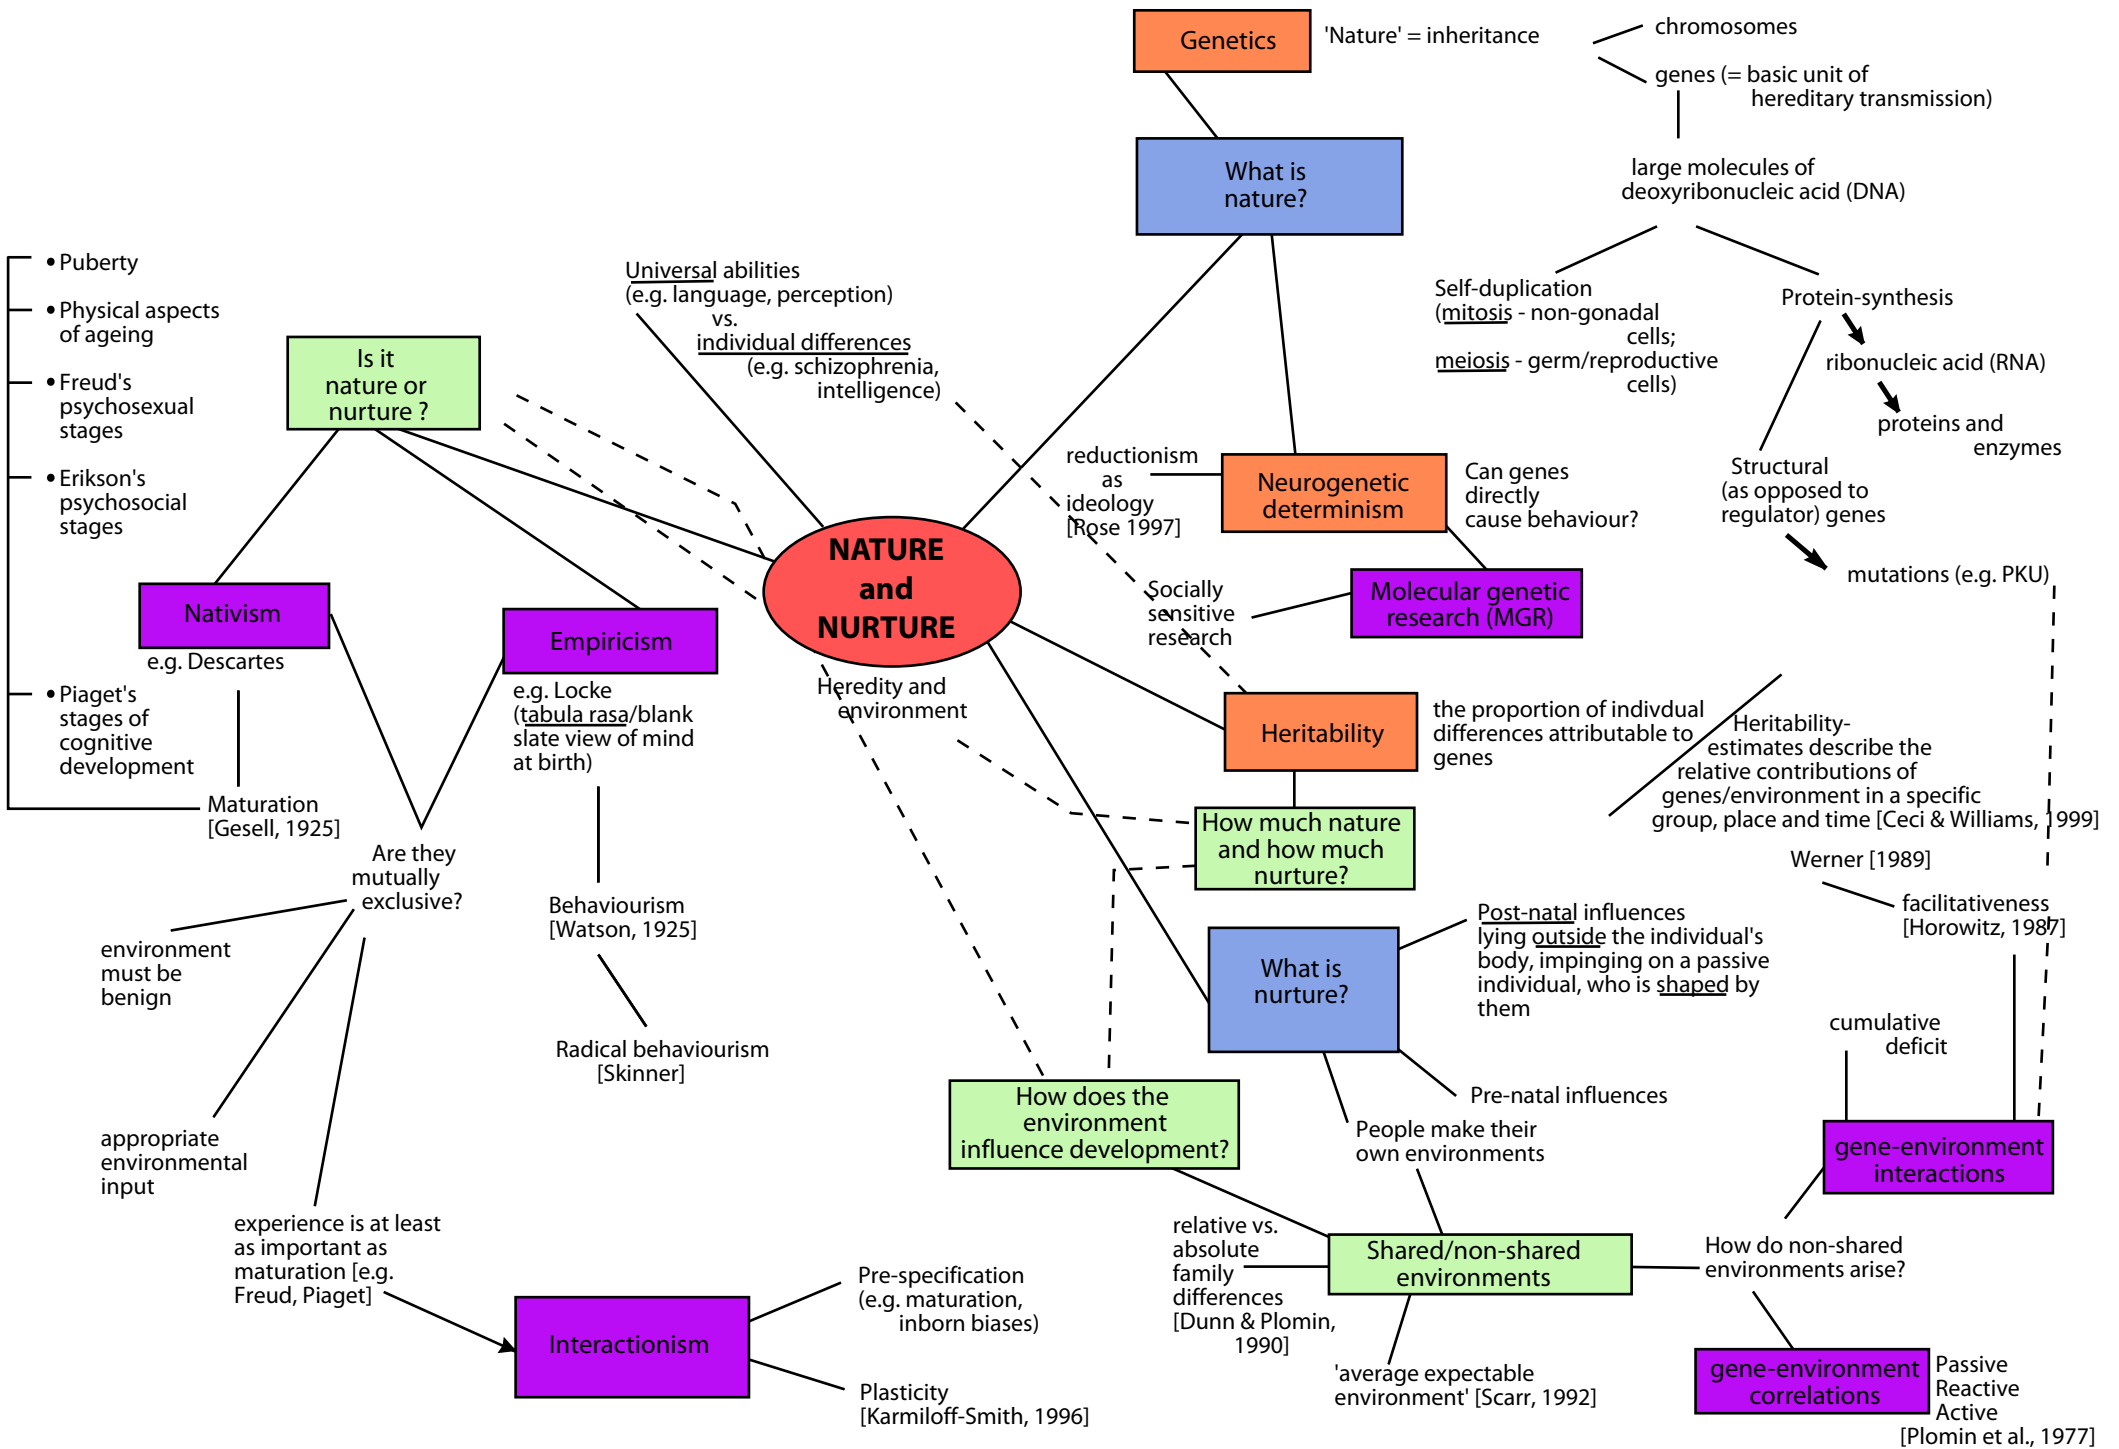 Genetics
'Nature' = inheritance
chromosomes
genes (= basic unit of
hereditary transmission)
What is
nature?
large molecules of
deoxyribonucleic acid (DNA)
Self-duplication
(mitosis - non-gonadal
cells;
meiosis - germ/reproductive
cells)
Protein-synthesis
ribonucleic acid (RNA)
proteins and
enzymes
Structural
(as opposed to
regulator) genes
mutations (e.g. PKU)
• Puberty
• Physical aspects
of ageing
• Freud's
psychosexual
stages
• Erikson's
psychosocial
stages
• Piaget's
stages of
cognitive
development
Is it
nature or
nurture ?
Universal abilities
(e.g. language, perception)
vs.
individual differences
(e.g. schizophrenia,
intelligence)
reductionism
as
ideology
[Rose 1997]
Neurogenetic
determinism
Can genes
directly
cause behaviour?
NATURE
and
NURTURE
Socially
sensitive
research
Molecular genetic
research (MGR)
Nativism
e.g. Descartes
Maturation
[Gesell, 1925]
Empiricism
e.g. Locke
(tabula rasa/blank
slate view of mind
at birth)
Heredity and
environment
Heritability
the proportion of indivdual
differences attributable to
genes
Heritability-
estimates describe the
relative contributions of
genes/environment in a specific
group, place and time [Ceci & Williams, 1999]
How much nature
and how much
nurture?
Are they
mutually
exclusive?
environment
must be
benign
appropriate
environmental
input
experience is at least
as important as
maturation [e.g.
Freud, Piaget]
Behaviourism
[Watson, 1925]
Radical behaviourism
[Skinner]
Werner [1989]
facilitativeness
[Horowitz, 1987]
What is
nurture?
Post-natal influences
lying outside the individual's
body, impinging on a passive
individual, who is shaped by
them
cumulative
deficit
Pre-natal influences
People make their
own environments
How does the
environment
influence development?
gene-environment
interactions
relative vs.
absolute
family
differences
[Dunn & Plomin,
1990]
Shared/non-shared
environments
How do non-shared
environments arise?
Interactionism
Pre-specification
(e.g. maturation,
inborn biases)
Plasticity
[Karmiloff-Smith, 1996]
'average expectable
environment' [Scarr, 1992]
gene-environment
correlations
Passive
Reactive
Active
[Plomin et al., 1977]